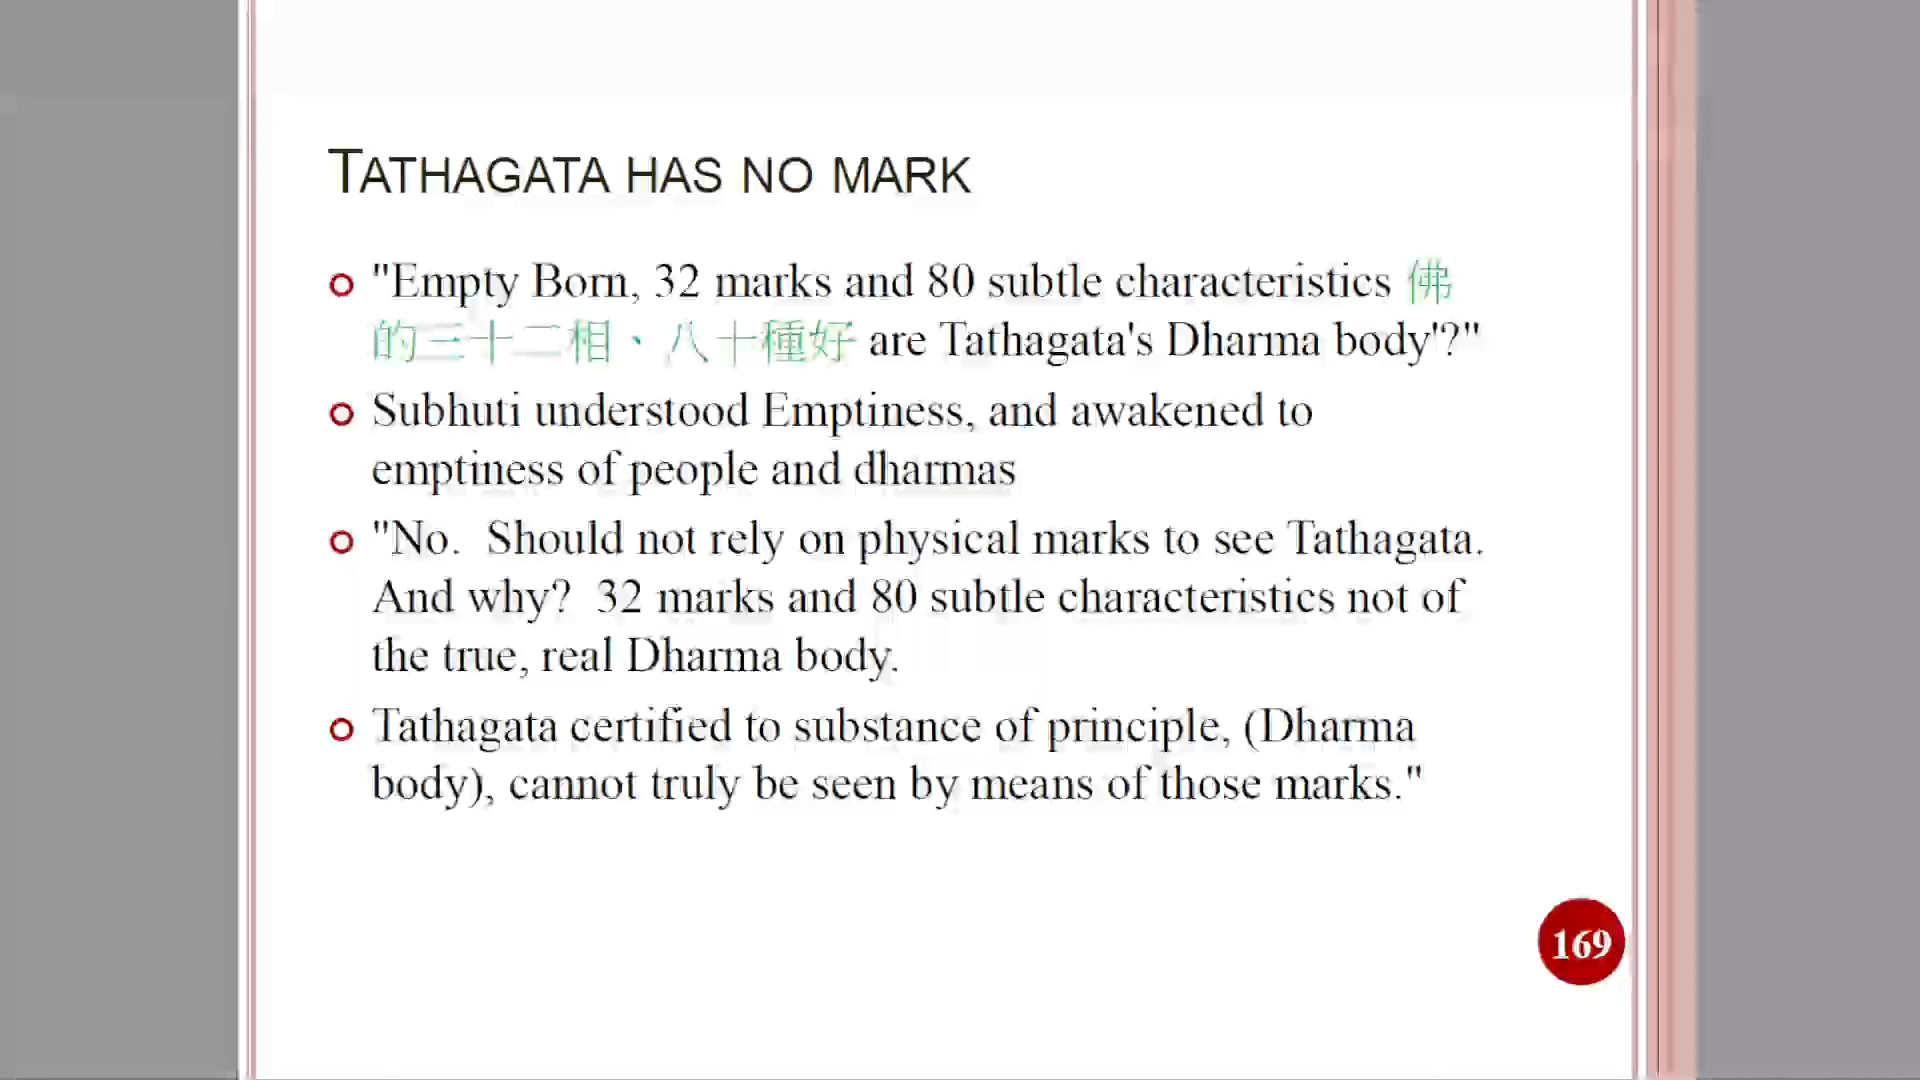 TATHAGATA HAS NO MARK
"Empty Born, 32 marks and 80 subtle characteristics 佛
的三十二相、八十種好 are Tathagata's Dharma body'?"
Subhuti understood Emptiness, and awakened to
emptiness of people and dharmas
"No. Should not rely on physical marks to see Tathagata.
And why? 32 marks and 80 subtle characteristics not of
the true, real Dharma body.
Tathagata certified to substance of principle, (Dharma
body), cannot truly be seen by means of those marks."
169